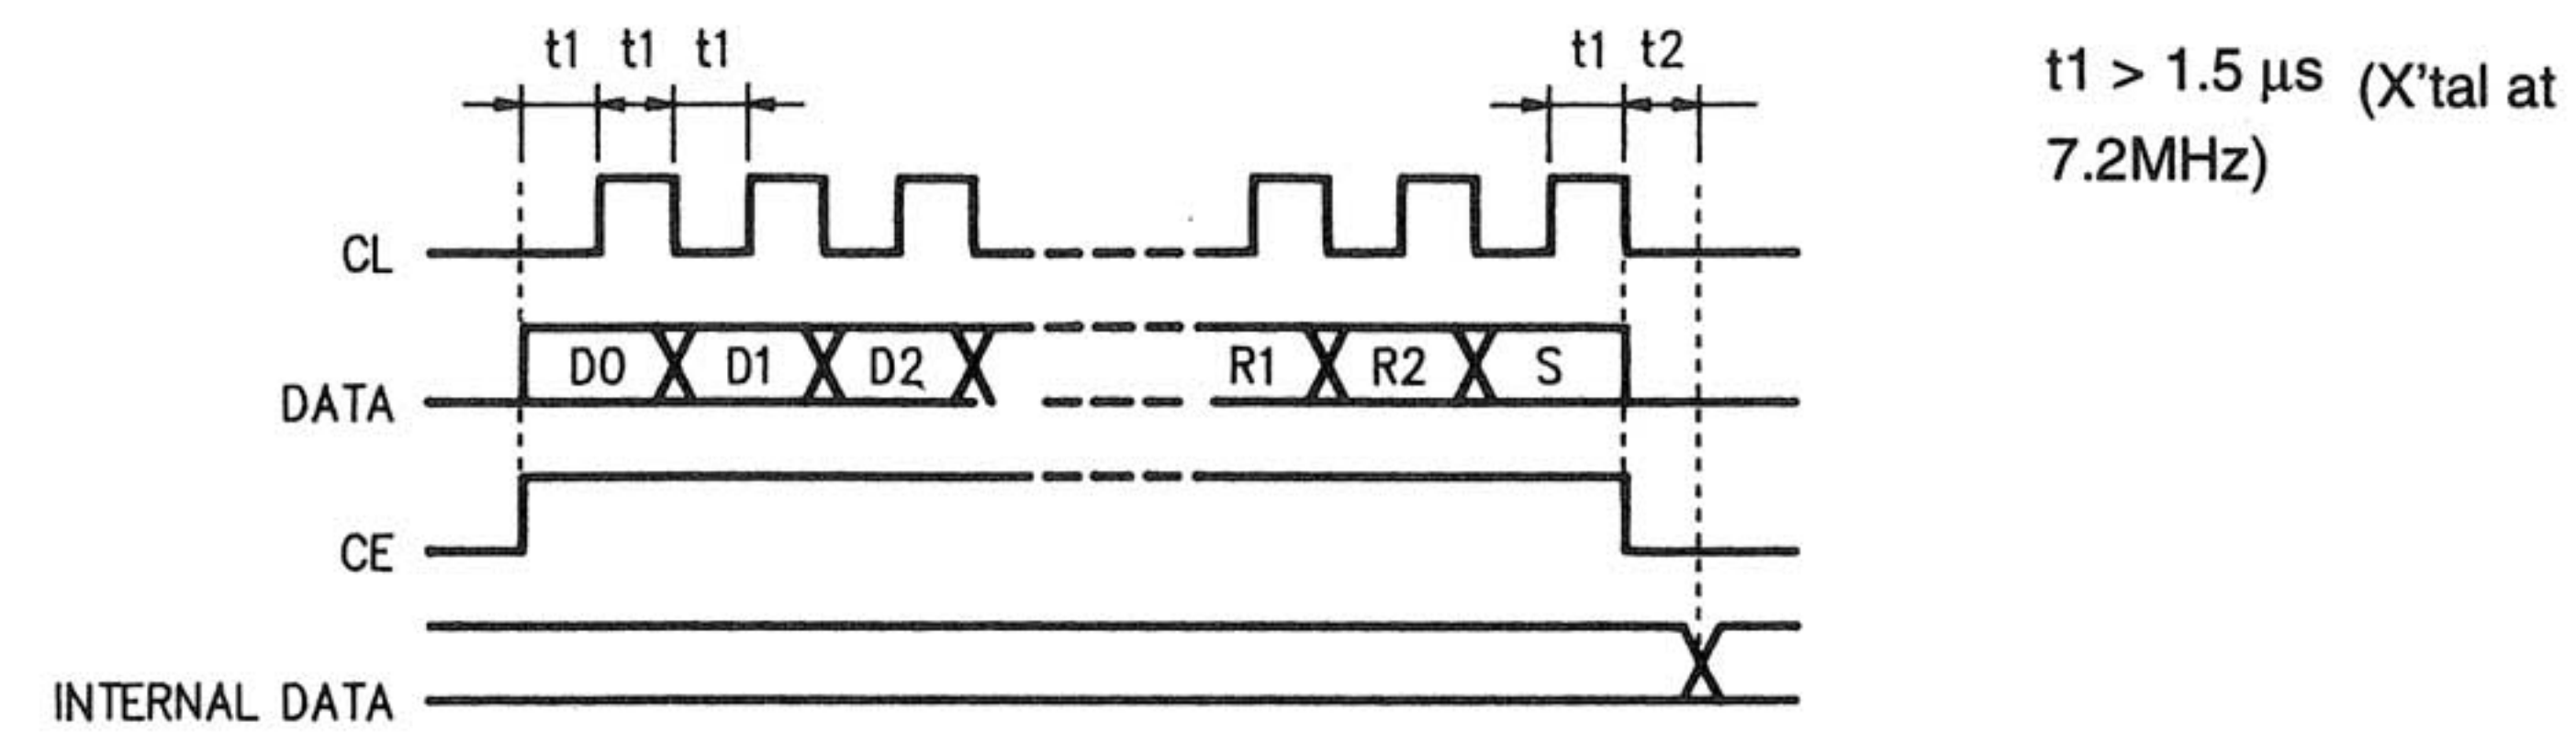 t1 t1 t1 t1 t2
t1 > 1.5 μs (X'tal at
7.2MHz)
CL
DATA D0 D1 D2 R1 R2 S
CE
INTERNAL DATA